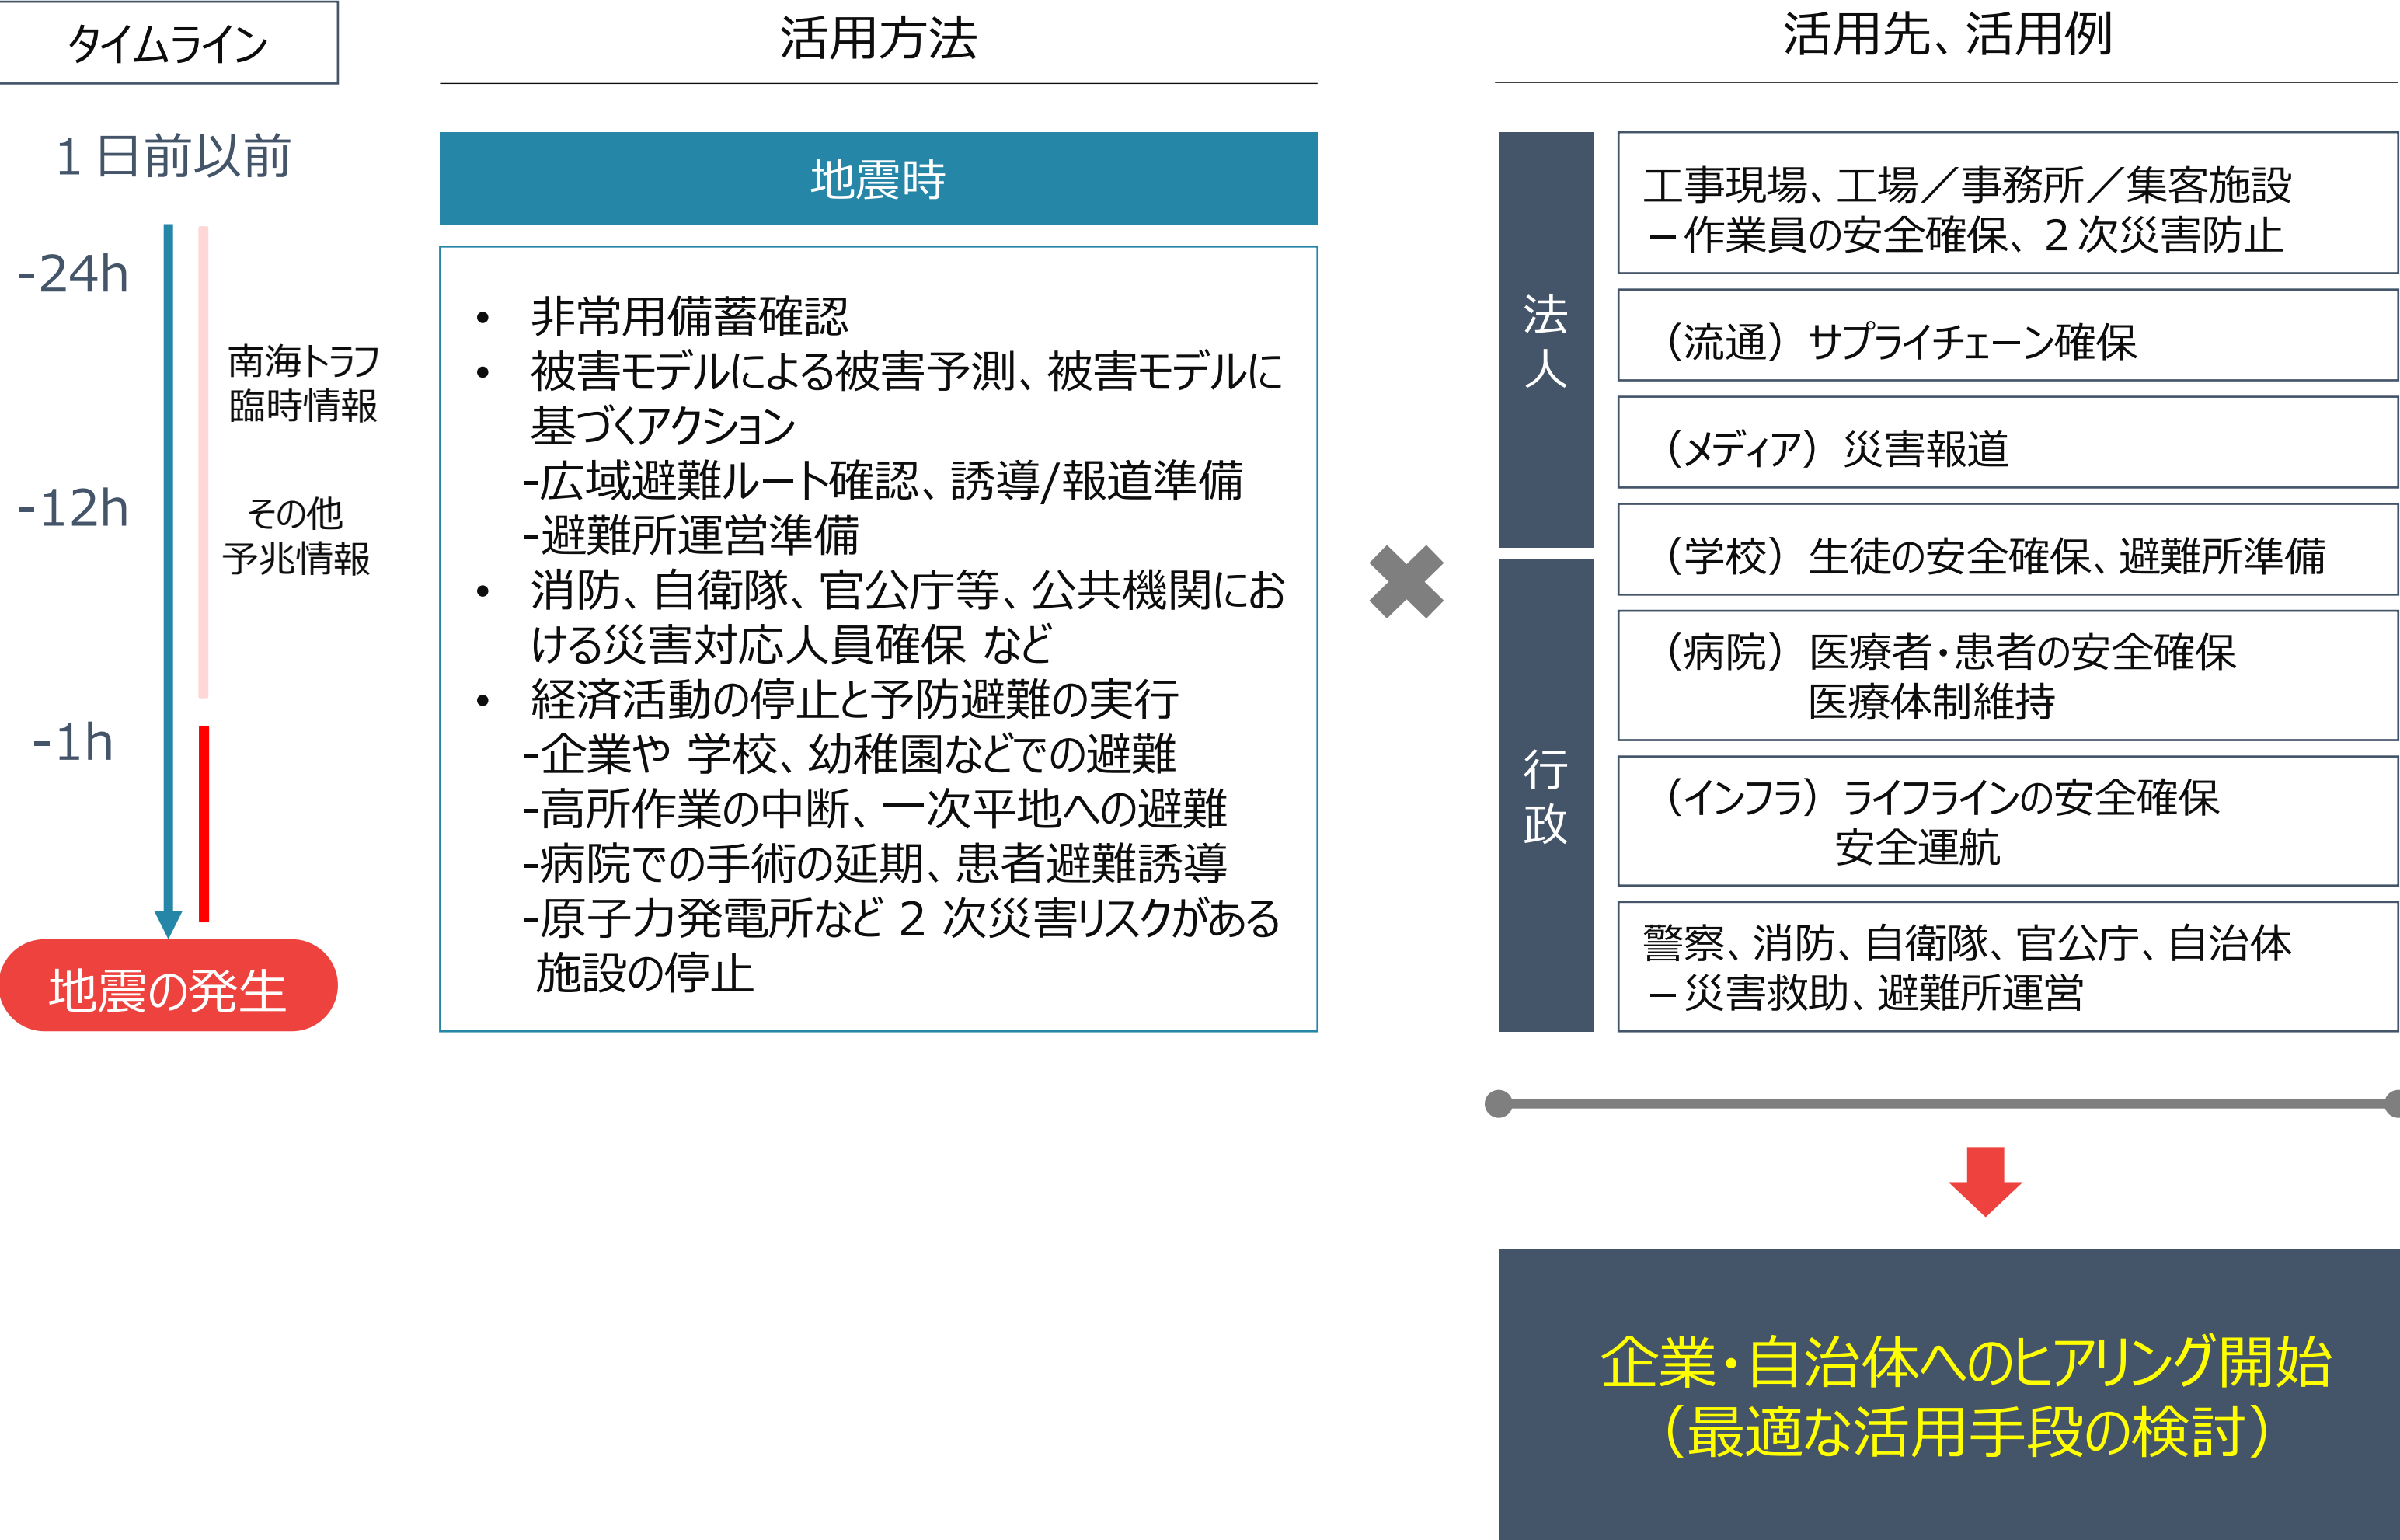 タイムライン
1 日前以前
-24h
南海トラフ
臨時情報
-12h
その他
予兆情報
-1h
地震の発生
活用方法
地震時
• 非常用備蓄確認
• 被害モデルによる被害予測、被害モデルに
基づくアクション
-広域避難ルート確認、誘導/報道準備
-避難所運営準備
• 消防、自衛隊、官公庁等、公共機関にお
ける災害対応人員確保 など
• 経済活動の停止と予防避難の実行
-企業や 学校、幼稚園などでの避難
-高所作業の中断、一次平地への避難
-病院での手術の延期、患者避難誘導
-原子力発電所など 2 次災害リスクがある
施設の停止
活用先、活用例
法人
工事現場、工場／事務所／集客施設
－作業員の安全確保、2 次災害防止
（流通）サプライチェーン確保
（メディア）災害報道
（学校）生徒の安全確保、避難所準備
行政
（病院）医療者・患者の安全確保
医療体制維持
（インフラ）ライフラインの安全確保
安全運航
警察、消防、自衛隊、官公庁、自治体
－災害救助、避難所運営
企業・自治体へのヒアリング開始
（最適な活用手段の検討）